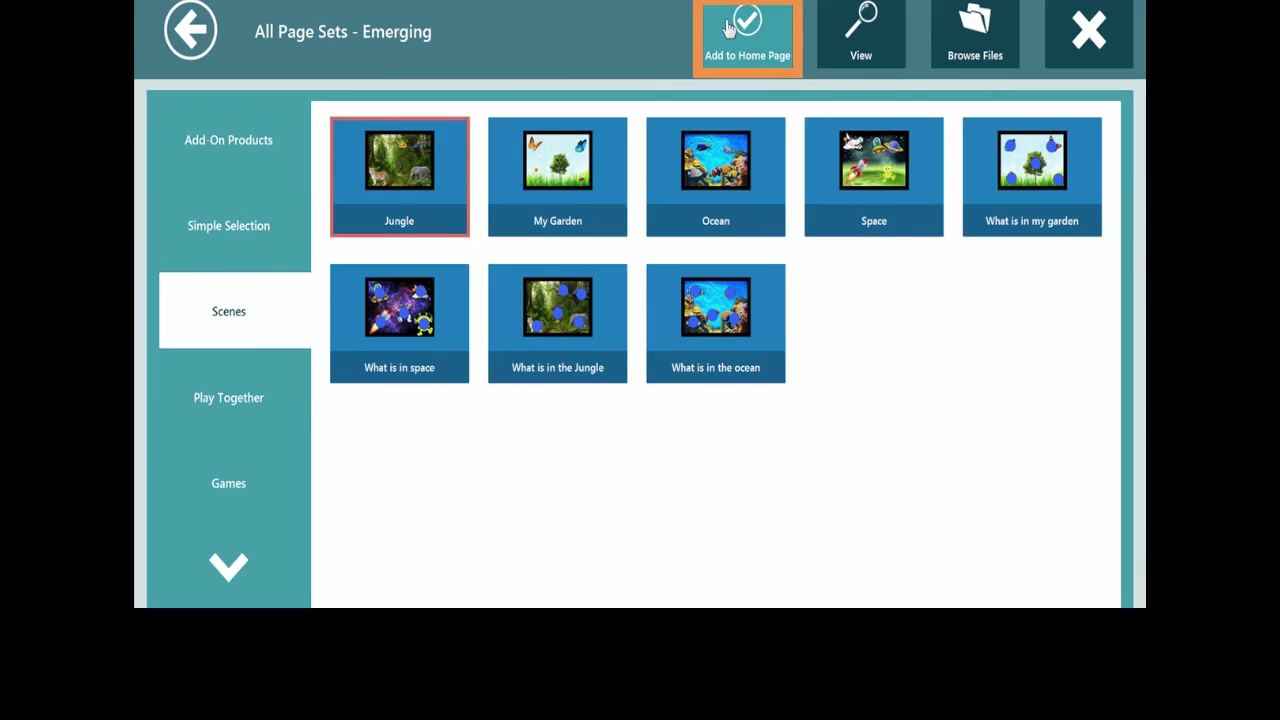 All Page Sets - Emerging
Add to Home Page
View
Browse Files
Add-On Products
Simple Selection
Scenes
Play Together
Games
Jungle
My Garden
Ocean
Space
What is in my garden
What is in space
What is in the Jungle
What is in the ocean